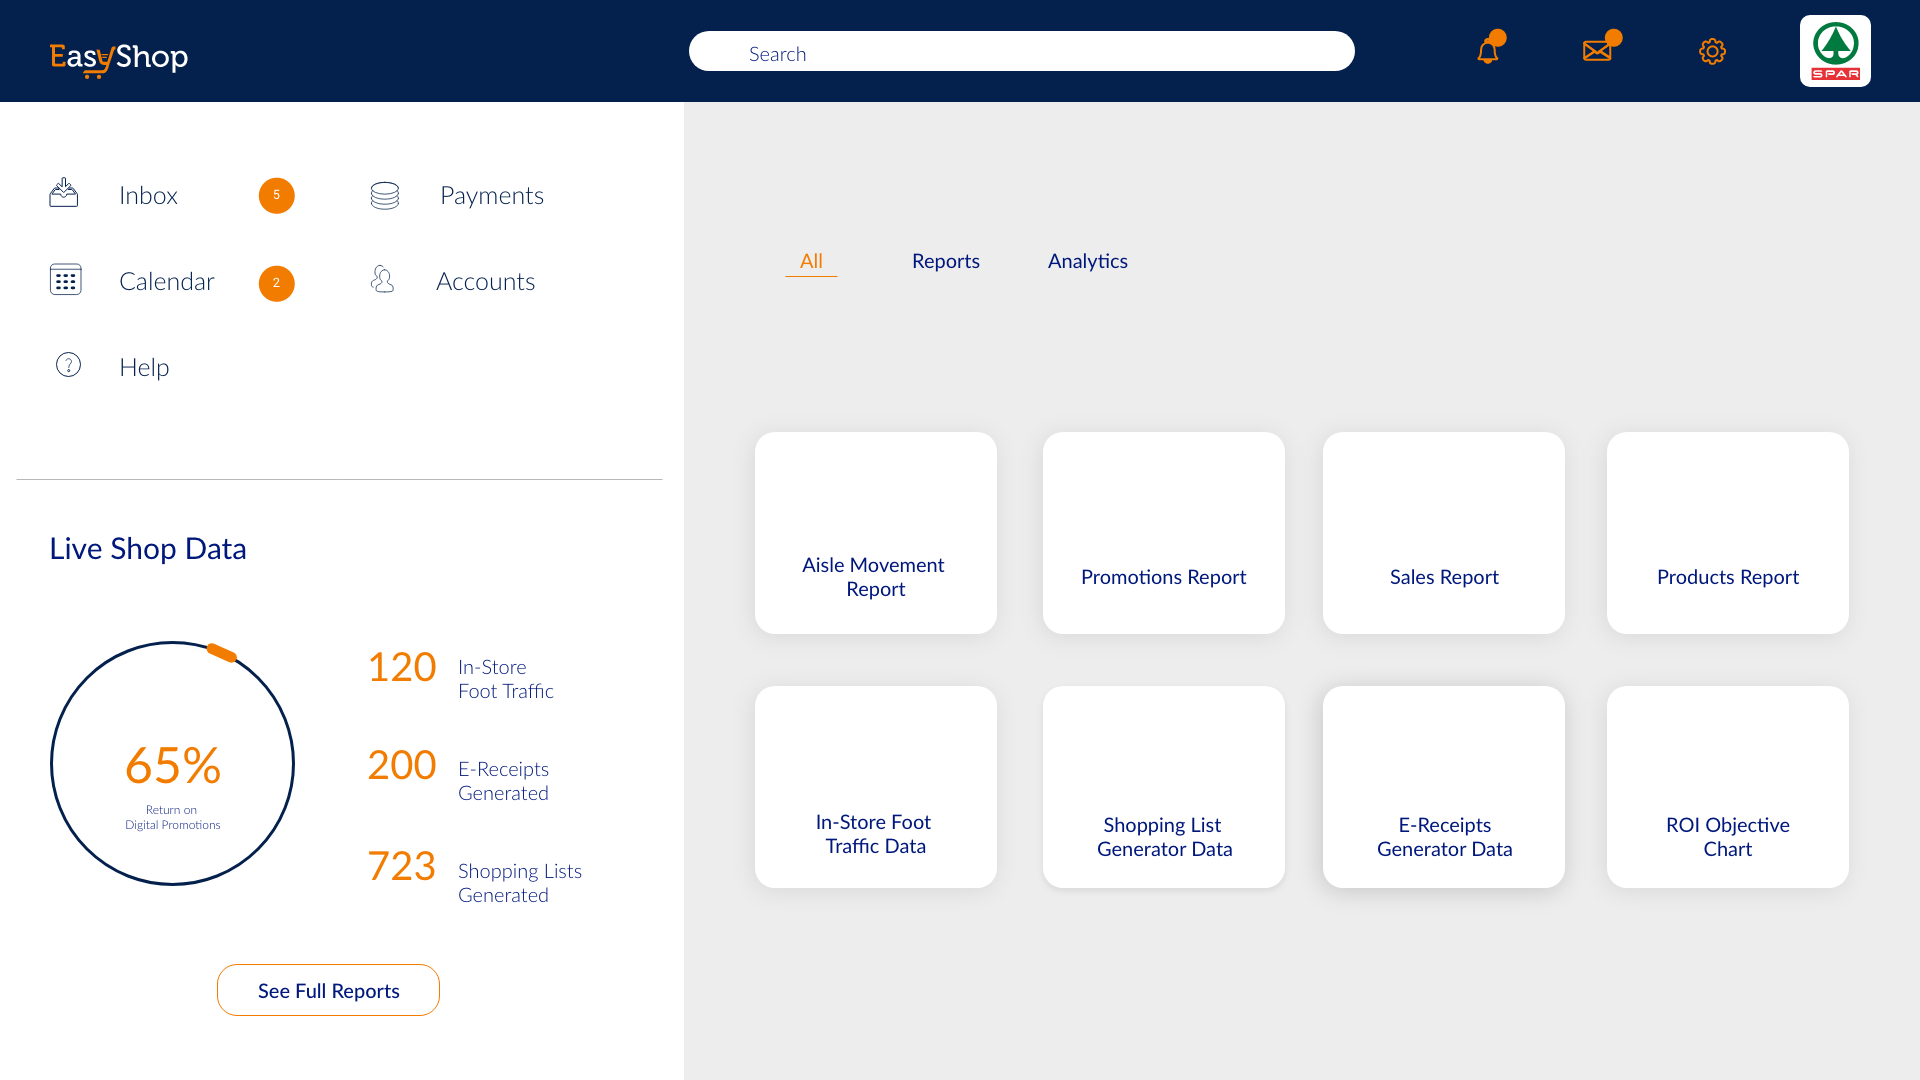 EasyShop
Search
SPAR
Inbox
5
Payments
Calendar
2
Accounts
?
Help
Live Shop Data
65%
Return on
Digital Promotions
120
In-Store
Foot Traffic
200
E-Receipts
Generated
723
Shopping Lists
Generated
See Full Reports
All
Reports
Analytics
Aisle Movement
Report
Promotions Report
Sales Report
Products Report
In-Store Foot
Traffic Data
Shopping List
Generator Data
E-Receipts
Generator Data
ROI Objective
Chart